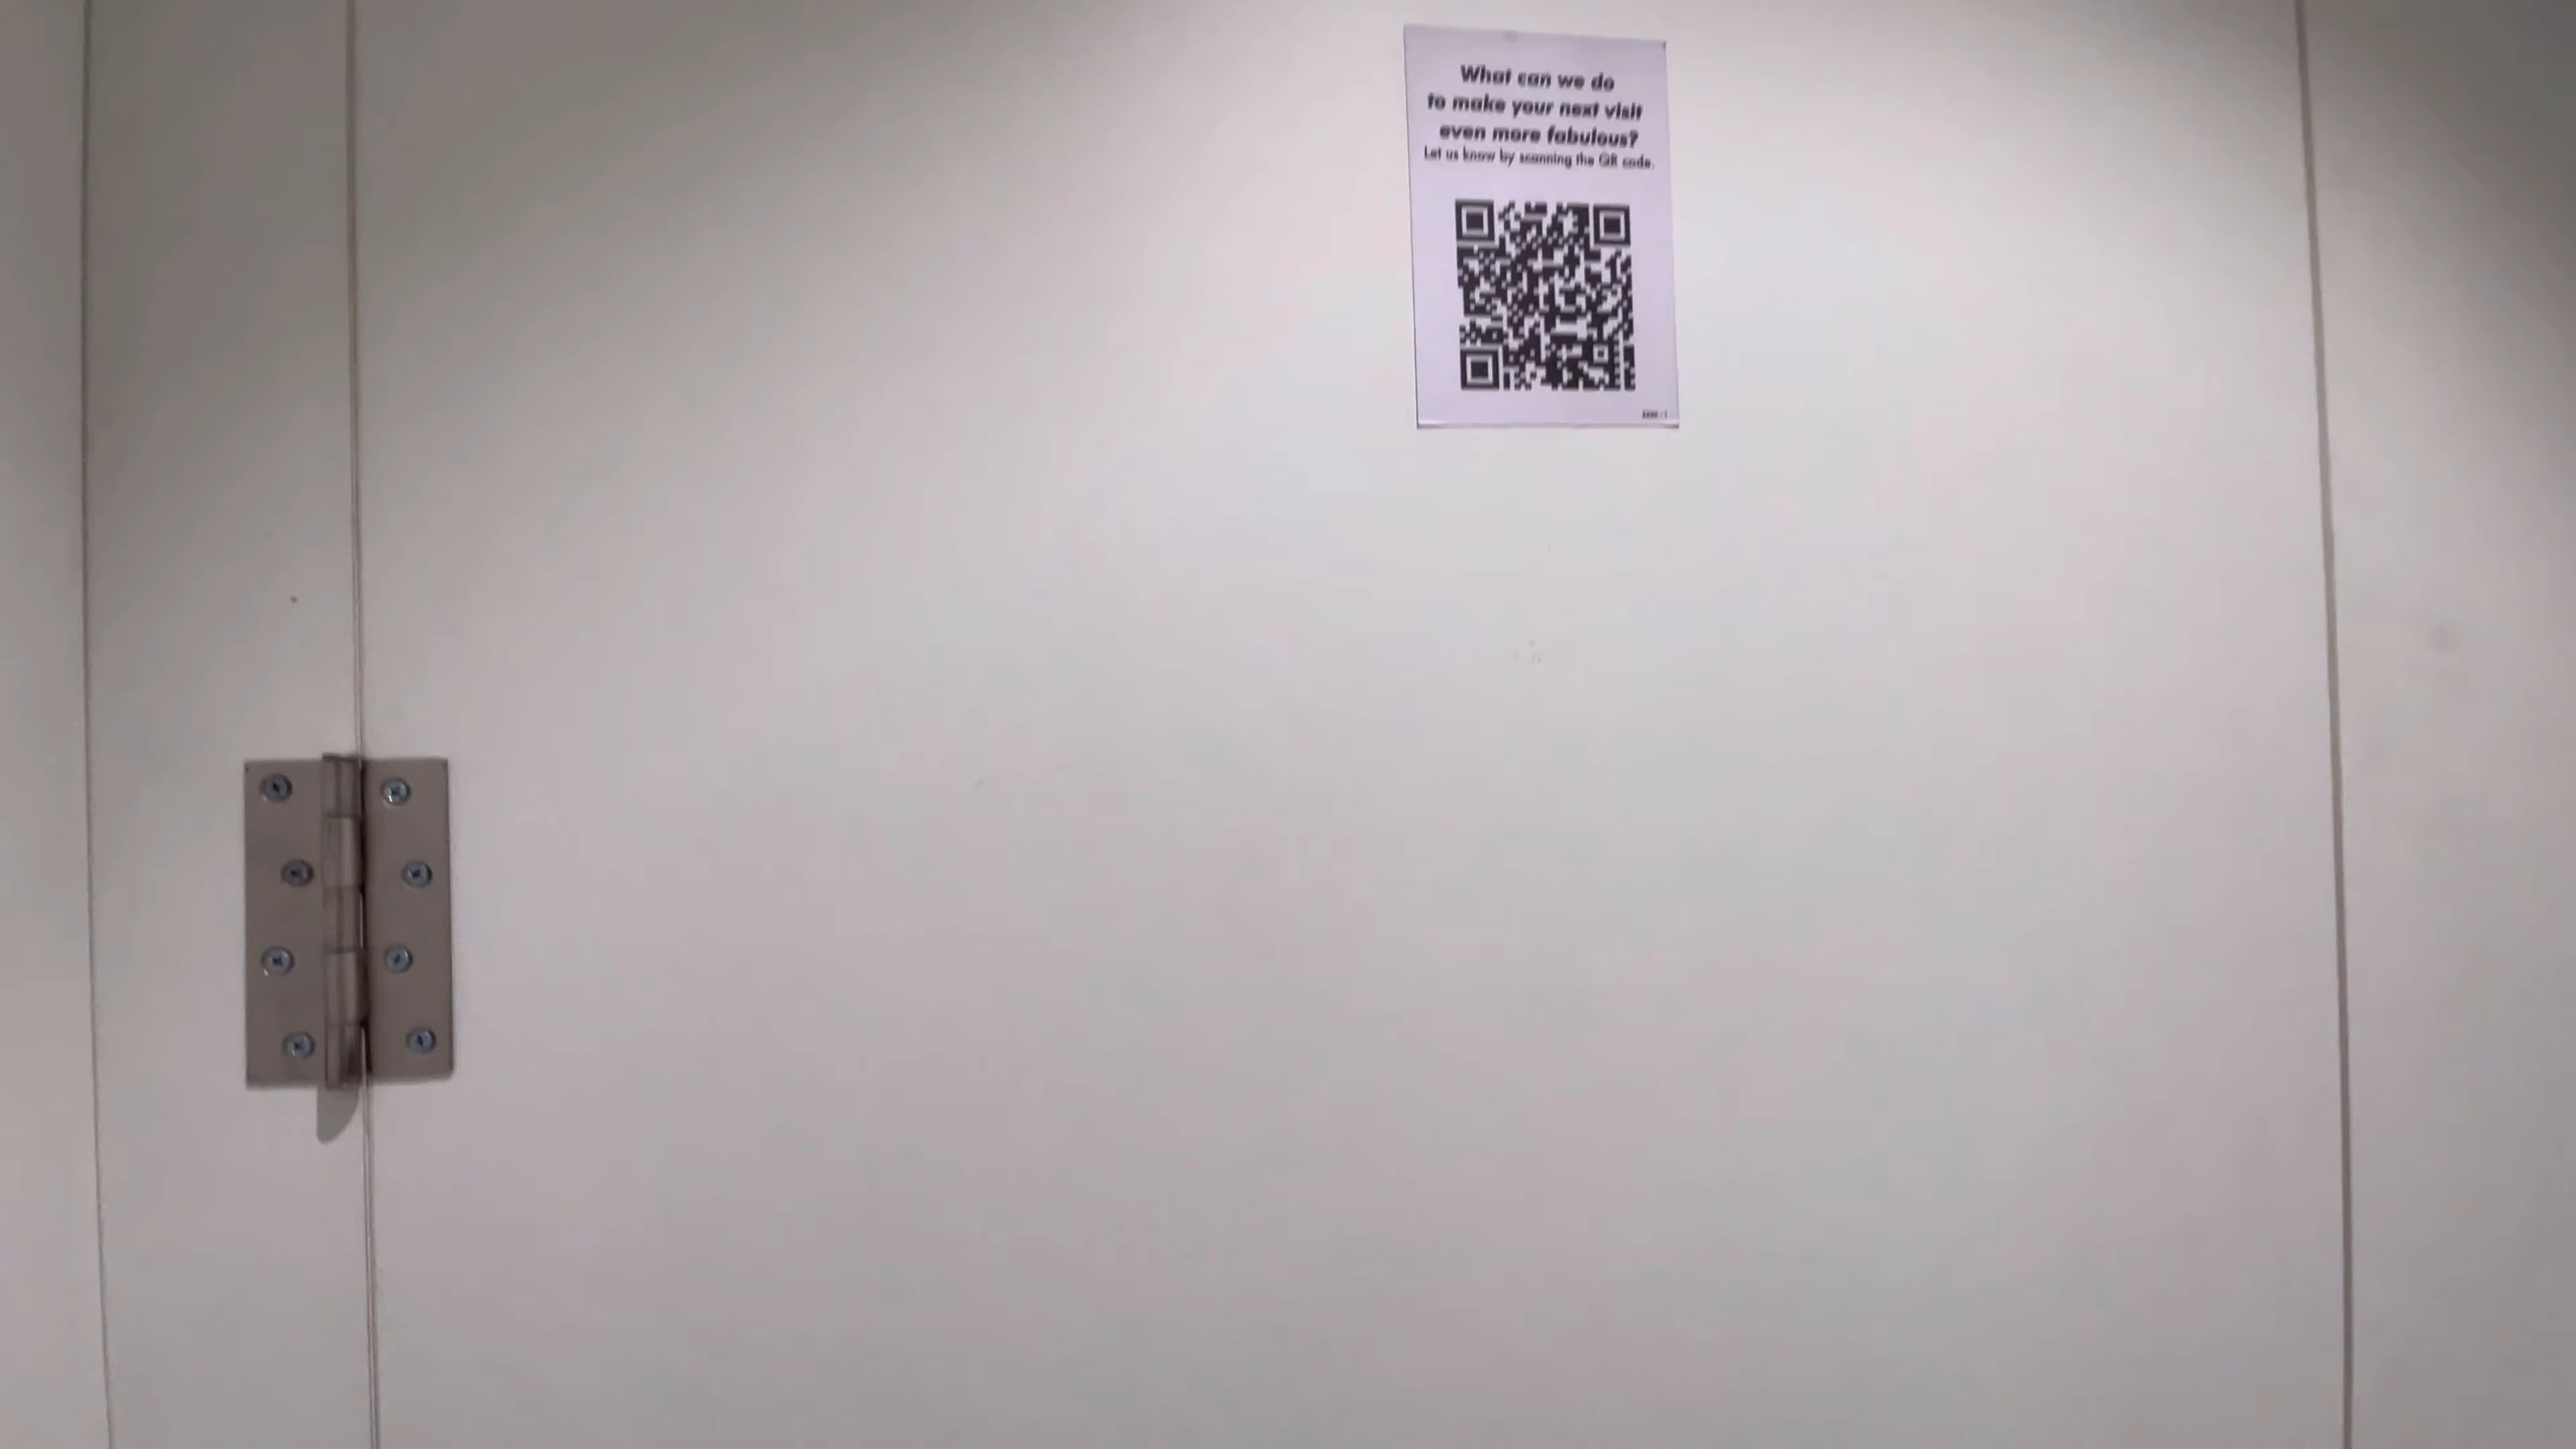 What can we do
to make your next visit
even more fabulous?
Let us know by scanning the QR code.